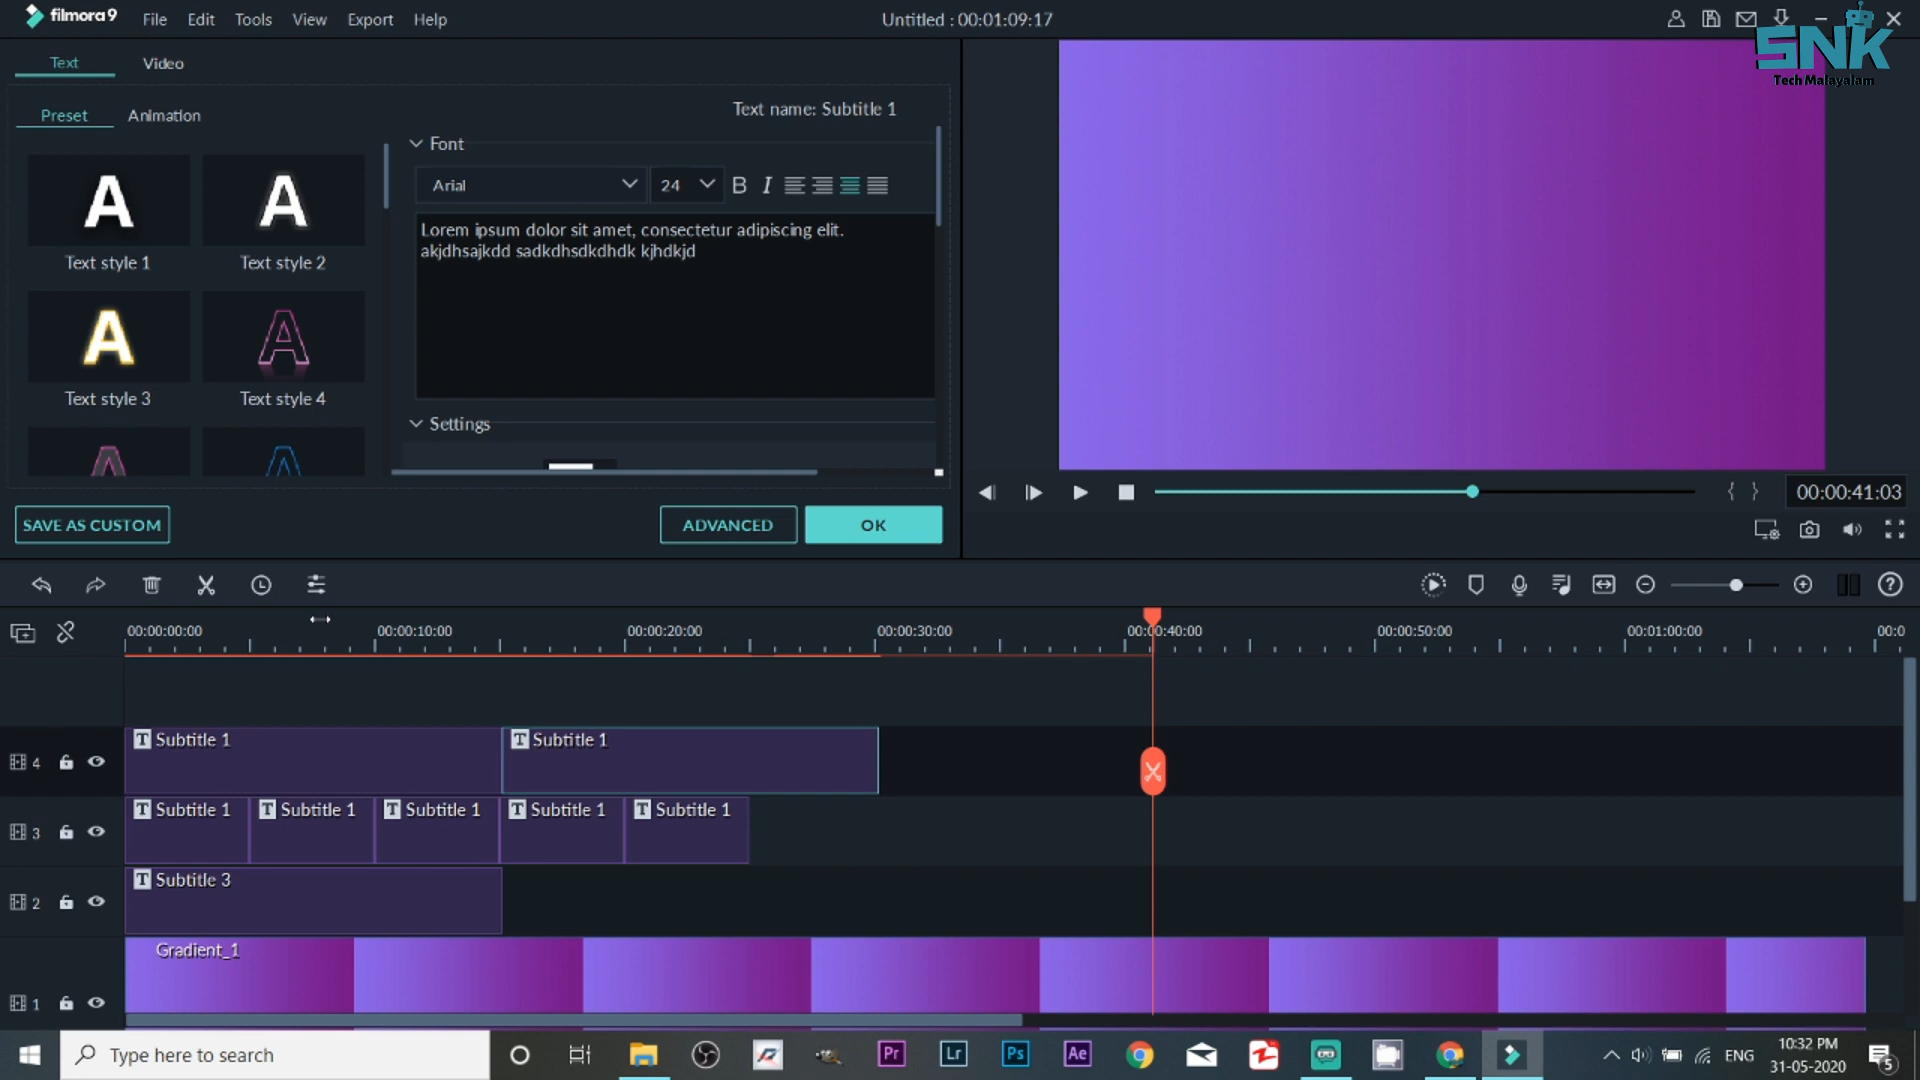 filmora9
File Edit Tools View Export Help
Untitled : 00:01:09:17
SNK
Tech Malayalam
Text Video
Preset Animation
Text name: Subtitle 1
Font
Arial 24 B I
Lorem ipsum dolor sit amet, consectetur adipiscing elit.
akjdhsajkdd sadkdhsdkdhdk kjhdkjd
A A
Text style 1 Text style 2
A A
Text style 3 Text style 4
A A
Settings
SAVE AS CUSTOM ADVANCED OK
{ } 00:00:41:03
00:00:00:00 00:00:10:00 00:00:20:00 00:00:30:00 00:00:40:00 00:00:50:00 00:01:00:00 00:0
T Subtitle 1 T Subtitle 1
4
T Subtitle 1 T Subtitle 1 T Subtitle 1 T Subtitle 1 T Subtitle 1
3
T Subtitle 3
2
Gradient_1
1
Type here to search
Pr Lr Ps Ae
ENG
10:32 PM
31-05-2020
5